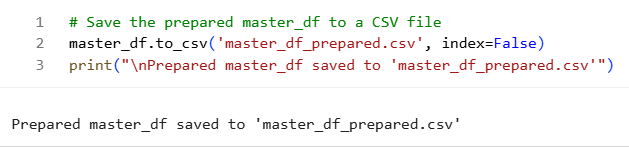 1 # Save the prepared master_df to a CSV file
2 master_df.to_csv('master_df_prepared.csv', index=False)
3 print("\nPrepared master_df saved to 'master_df_prepared.csv'")
Prepared master_df saved to 'master_df_prepared.csv'